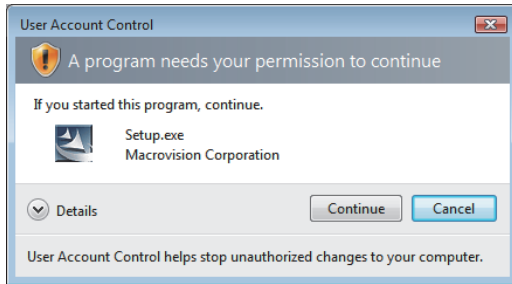 User Account Control
A program needs your permission to continue
If you started this program, continue.
Setup.exe
Macrovision Corporation
Details
Continue
Cancel
User Account Control helps stop unauthorized changes to your computer.